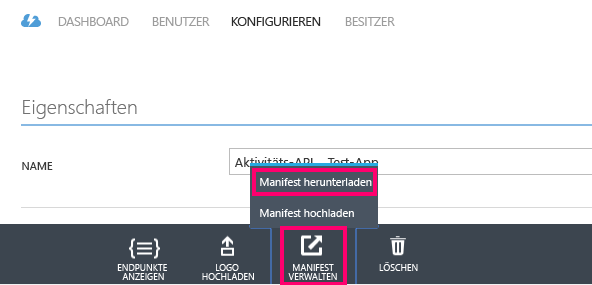 DASHBOARD BENUTZER KONFIGURIEREN BESITZER
Eigenschaften
NAME
Aktivitäts-API Test-App
Manifest herunterladen
Manifest hochladen
ENDPUNKTE
ANZEIGEN
LOGO
HOCHLADEN
MANIFEST
VERWALTEN
LÖSCHEN